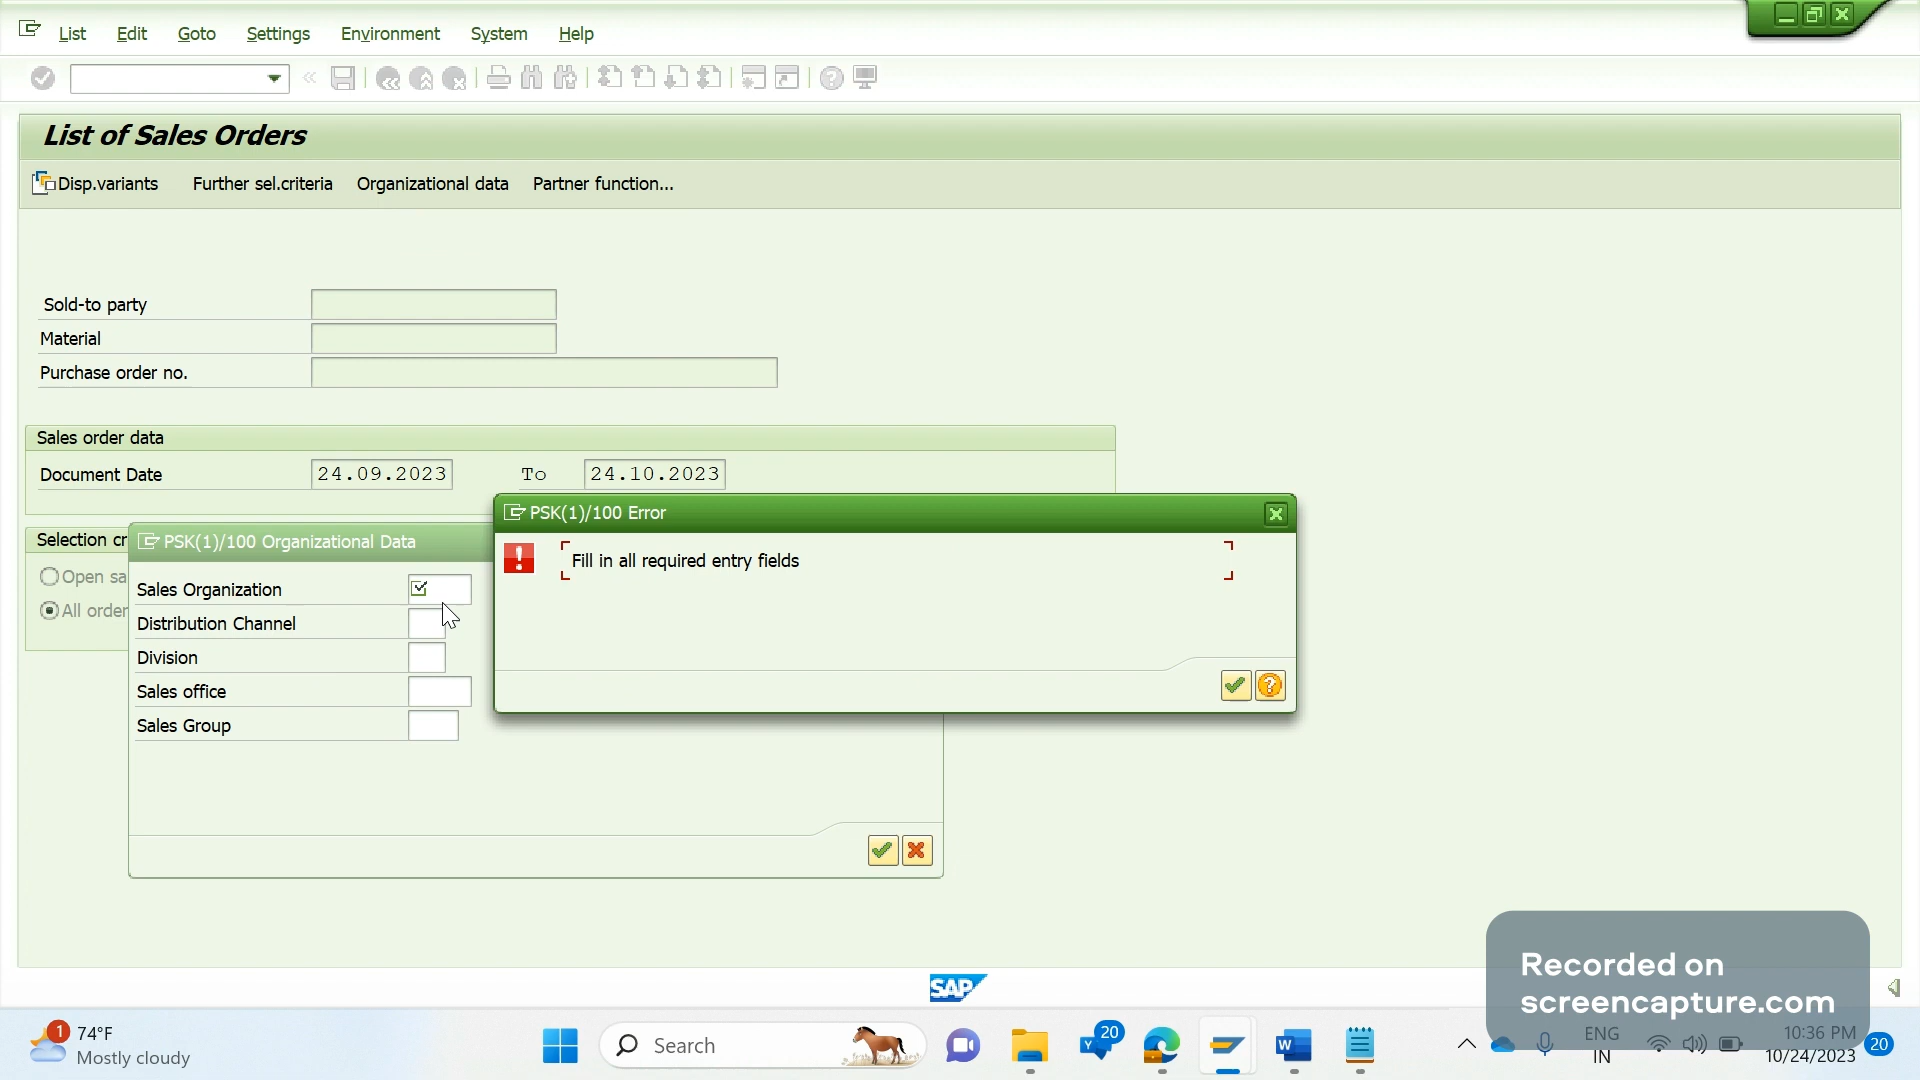 List Edit Goto Settings Environment System Help
List of Sales Orders
Disp.variants Further sel.criteria Organizational data Partner function...
Sold-to party
Material
Purchase order no.
Sales order data
Document Date 24.09.2023 To 24.10.2023
PSK(1)/100 Error
Fill in all required entry fields
Selection cr
Open sa
All order
PSK(1)/100 Organizational Data
Sales Organization
Distribution Channel
Division
Sales office
Sales Group
SAP
Recorded on
screencapture.com
1
74°F
Mostly cloudy
Search
20
W
ENG
IN
10:36 PM
10/24/2023
20